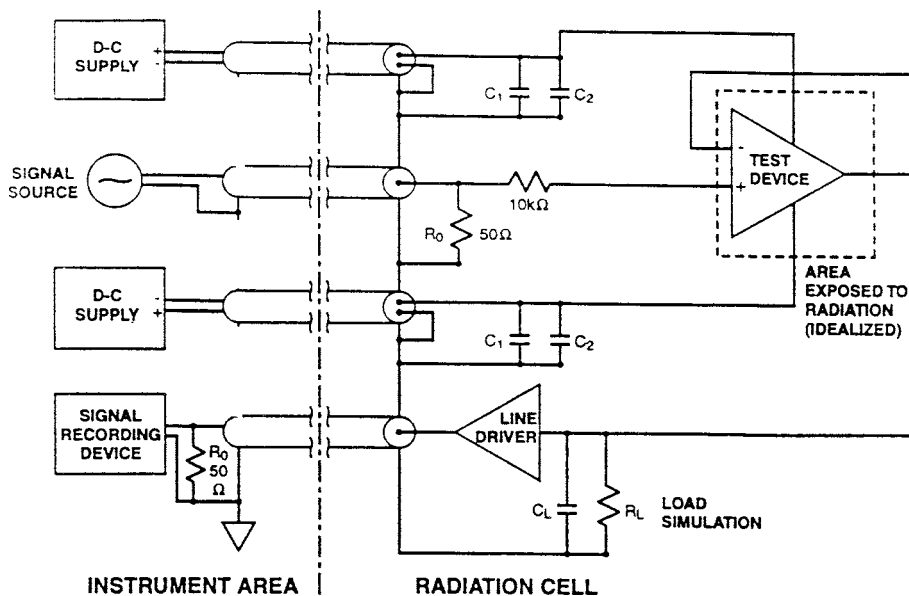 D-C
SUPPLY
+
-
C1
C2
-
TEST
DEVICE
+
SIGNAL
SOURCE
10kΩ
R0
50Ω
AREA
EXPOSED TO
RADIATION
(IDEALIZED)
D-C
SUPPLY
-
+
C1
C2
SIGNAL
RECORDING
DEVICE
R0
50
Ω
LINE
DRIVER
CL
RL
LOAD
SIMULATION
INSTRUMENT AREA
RADIATION CELL